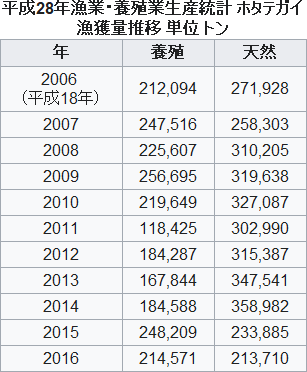 平成28年漁業・養殖業生産統計 ホタテガイ
漁獲量推移 単位トン
年 養殖 天然
2006
（平成18年） 212,094 271,928
2007 247,516 258,303
2008 225,607 310,205
2009 256,695 319,638
2010 219,649 327,087
2011 118,425 302,990
2012 184,287 315,387
2013 167,844 347,541
2014 184,588 358,982
2015 248,209 233,885
2016 214,571 213,710